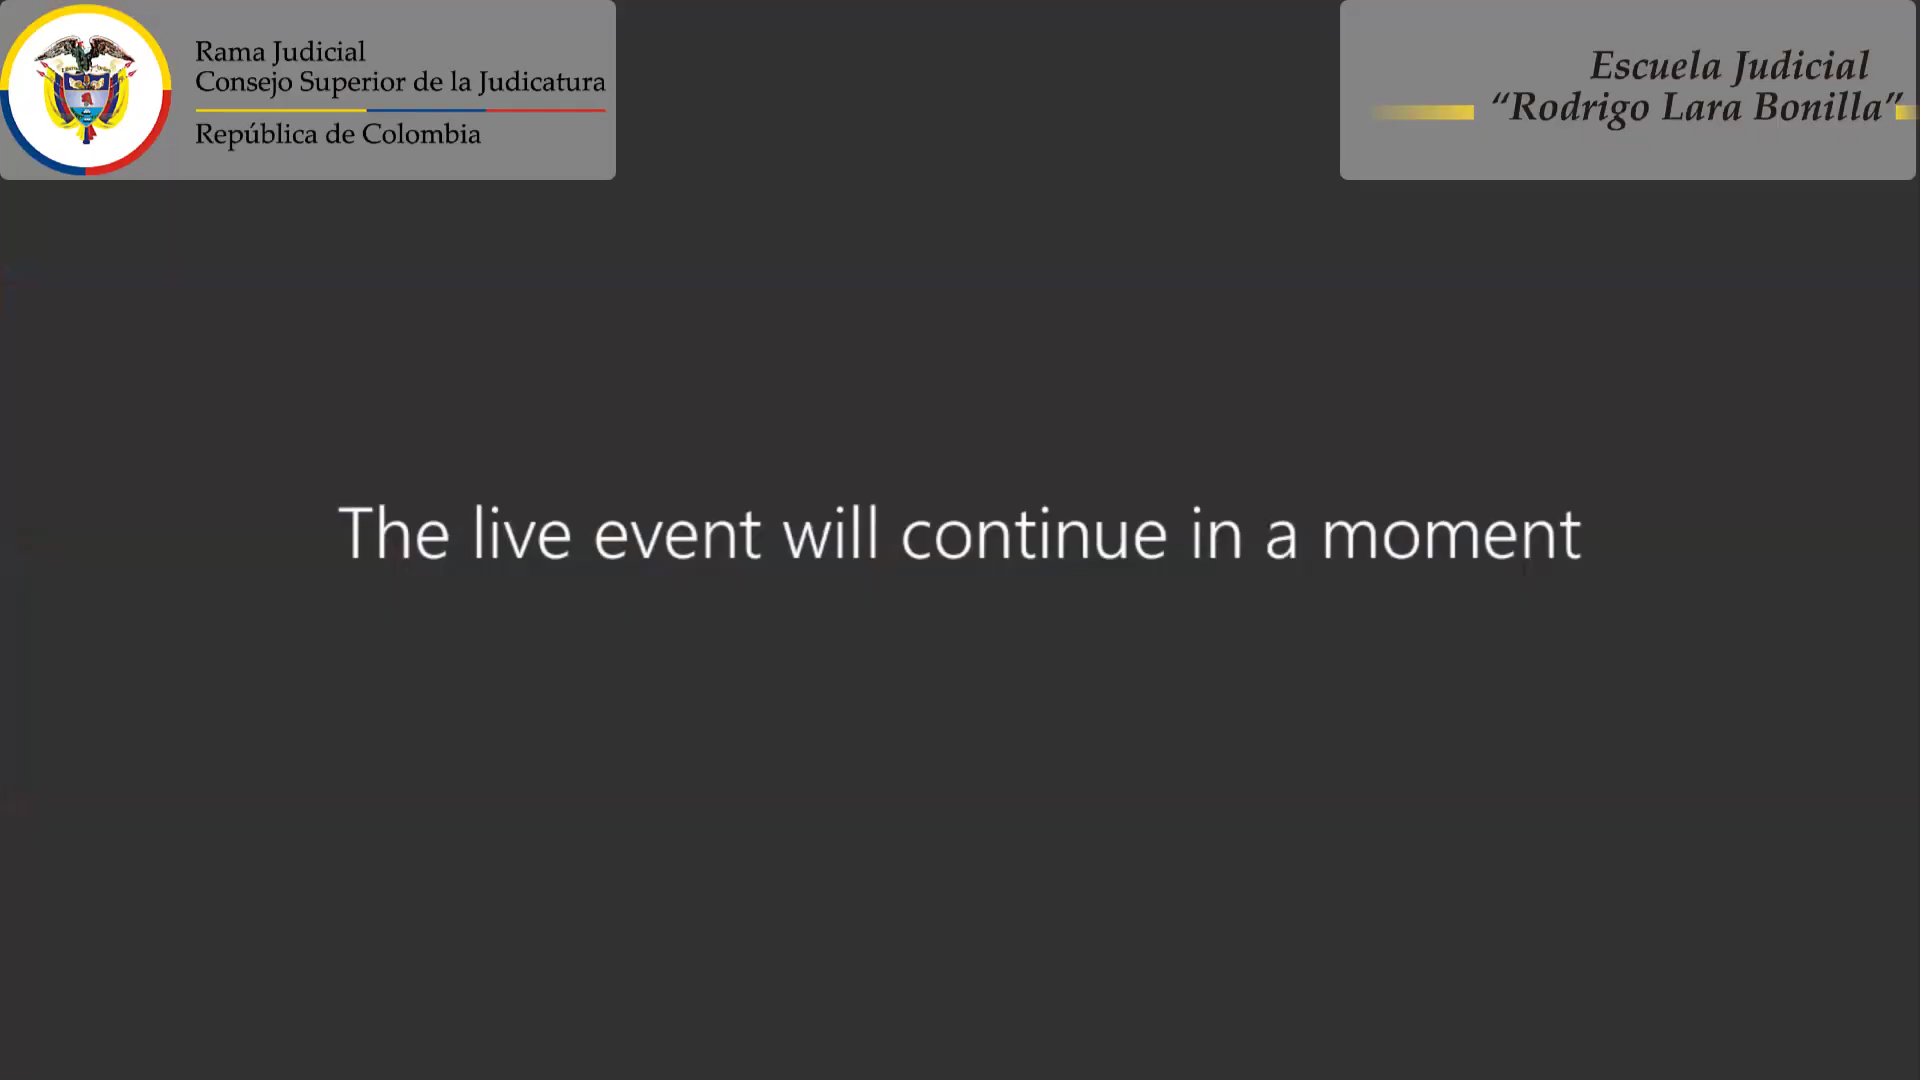 Rama Judicial
Consejo Superior de la Judicatura
República de Colombia
Escuela Judicial
“Rodrigo Lara Bonilla”
The live event will continue in a moment